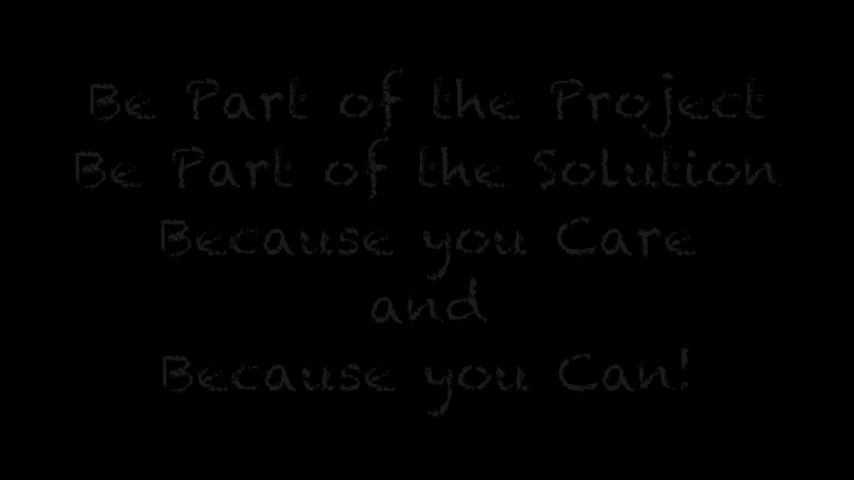 Be Part of the Project
Be Part of the Solution
Because you Care
and
Because you Can!